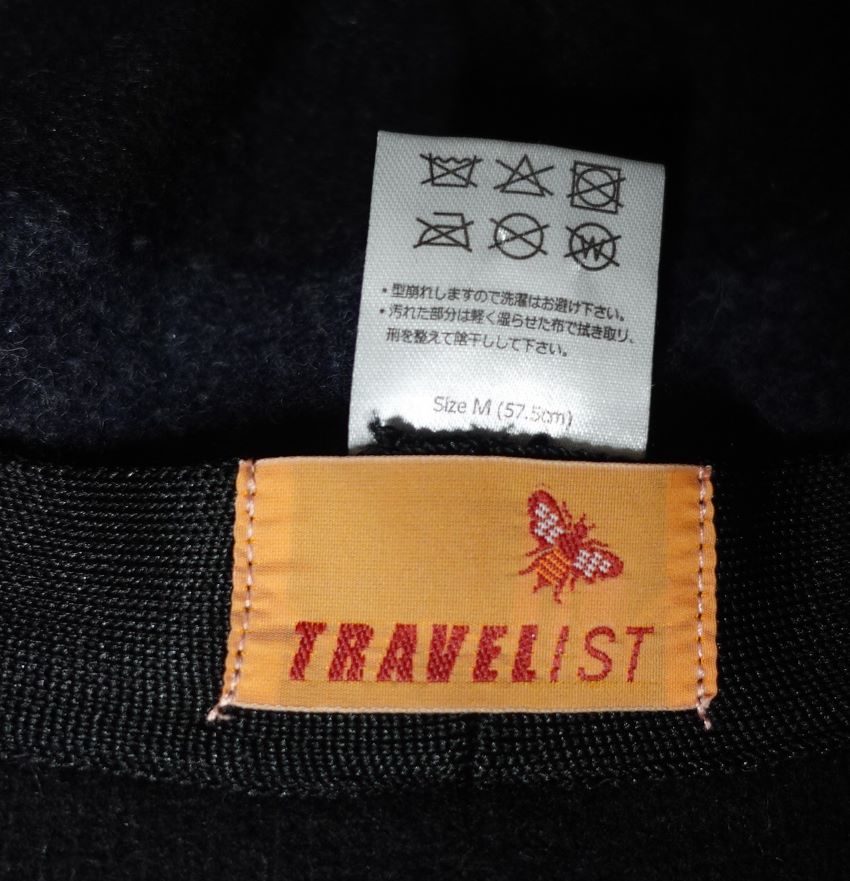 W
・型崩れしますので洗濯はお避け下さい。
・汚れた部分は軽く湿らせた布で拭き取り、
形を整えて陰干しして下さい。
Size M (57.5cm)
TRAVELIST